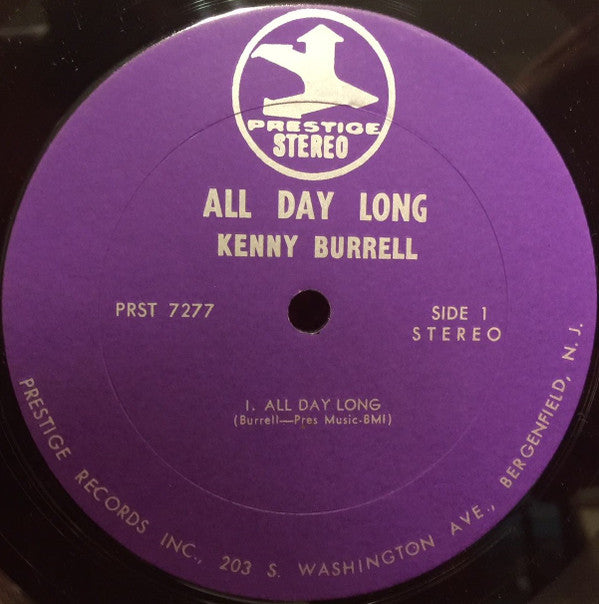 PRESTIGE
STEREO
ALL DAY LONG
KENNY BURRELL
PRST 7277
SIDE 1
STEREO
1. ALL DAY LONG
(Burrell—Pres Music-BMI)
PRESTIGE RECORDS INC., 203 S. WASHINGTON AVE., BERGENFIELD, N. J.